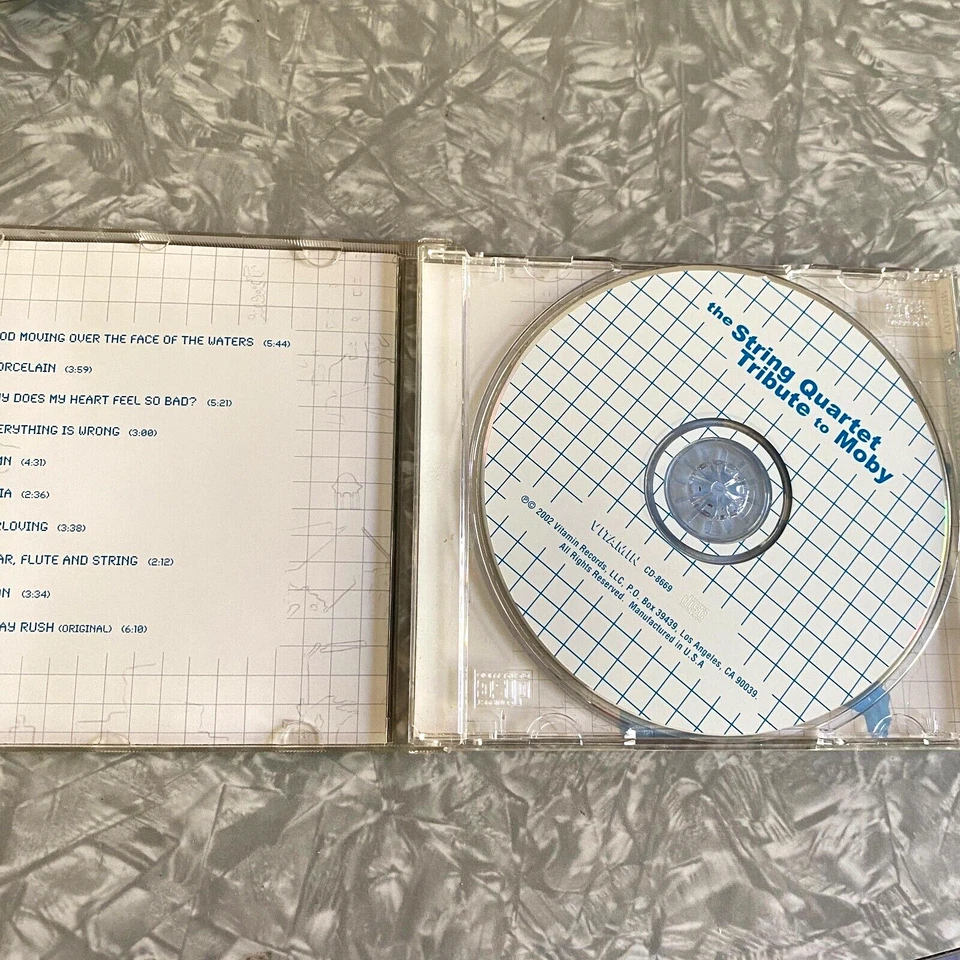 OD MOVING OVER THE FACE OF THE WATERS (5:44)
ORCELAIN (3:59)
Y DOES MY HEART FEEL SO BAD? (5:21)
ERYTHING IS WRONG (3:00)
MN (4:31)
IA (2:36)
RLOVING (3:38)
AR, FLUTE AND STRING (2:12)
ON (3:34)
AY RUSH (ORIGINAL) (6:10)
the String Quartet
Tribute to Moby
VITAMIN CD-8669
℗© 2002 Vitamin Records, LLC, P.O. Box 39439, Los Angeles, CA 90039
All Rights Reserved. Manufactured in U.S.A